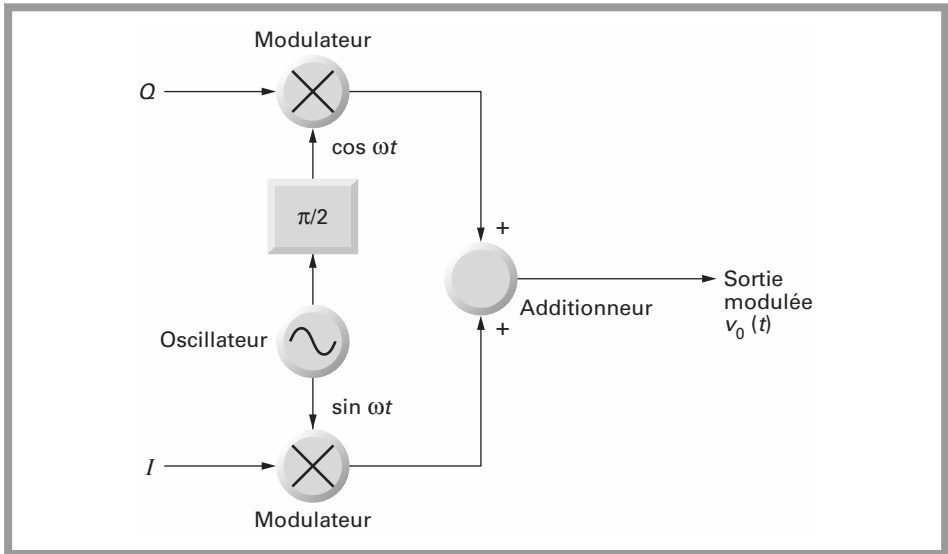 Modulateur
Q
cos ωt
π/2
+
Sortie
modulée
v0 (t)
Additionneur
+
Oscillateur
sin ωt
I
Modulateur